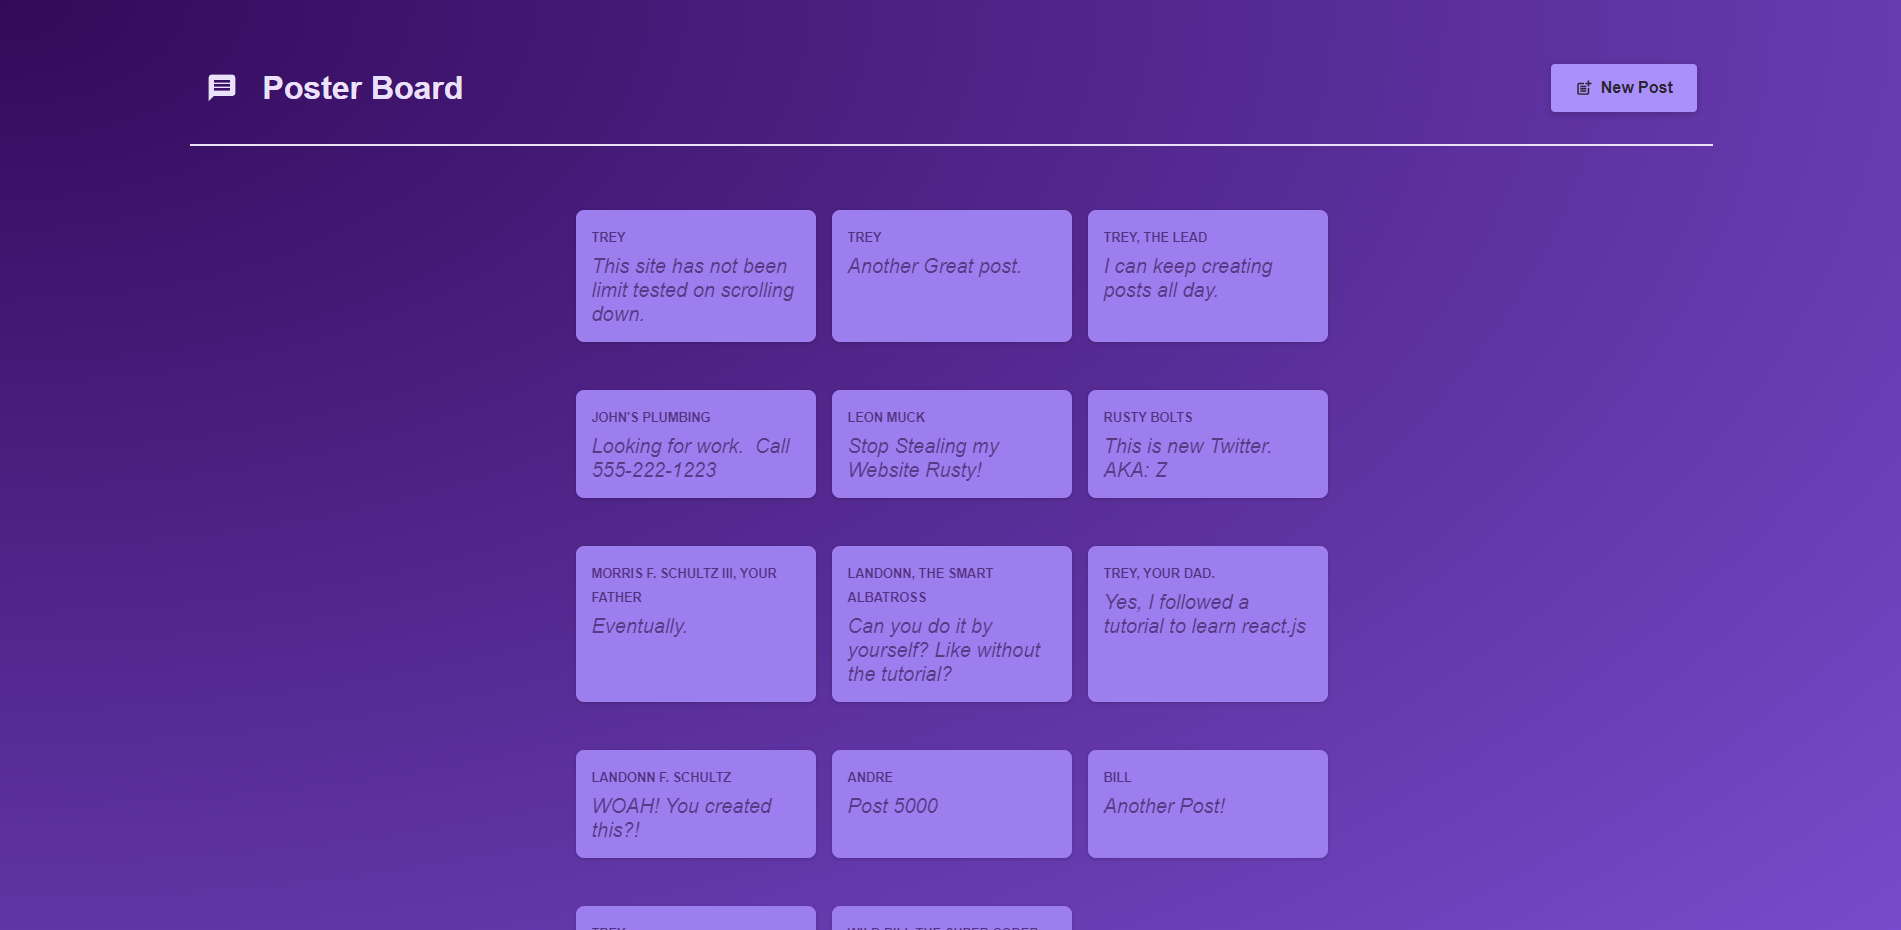 Poster Board
New Post
TREY
This site has not been
limit tested on scrolling
down.
TREY
Another Great post.
TREY, THE LEAD
I can keep creating
posts all day.
JOHN'S PLUMBING
Looking for work.  Call
555-222-1223
LEON MUCK
Stop Stealing my
Website Rusty!
RUSTY BOLTS
This is new Twitter.
AKA: Z
MORRIS F. SCHULTZ III, YOUR
FATHER
Eventually.
LANDONN, THE SMART
ALBATROSS
Can you do it by
yourself? Like without
the tutorial?
TREY, YOUR DAD.
Yes, I followed a
tutorial to learn react.js
LANDONN F. SCHULTZ
WOAH! You created
this?!
ANDRE
Post 5000
BILL
Another Post!
TREY